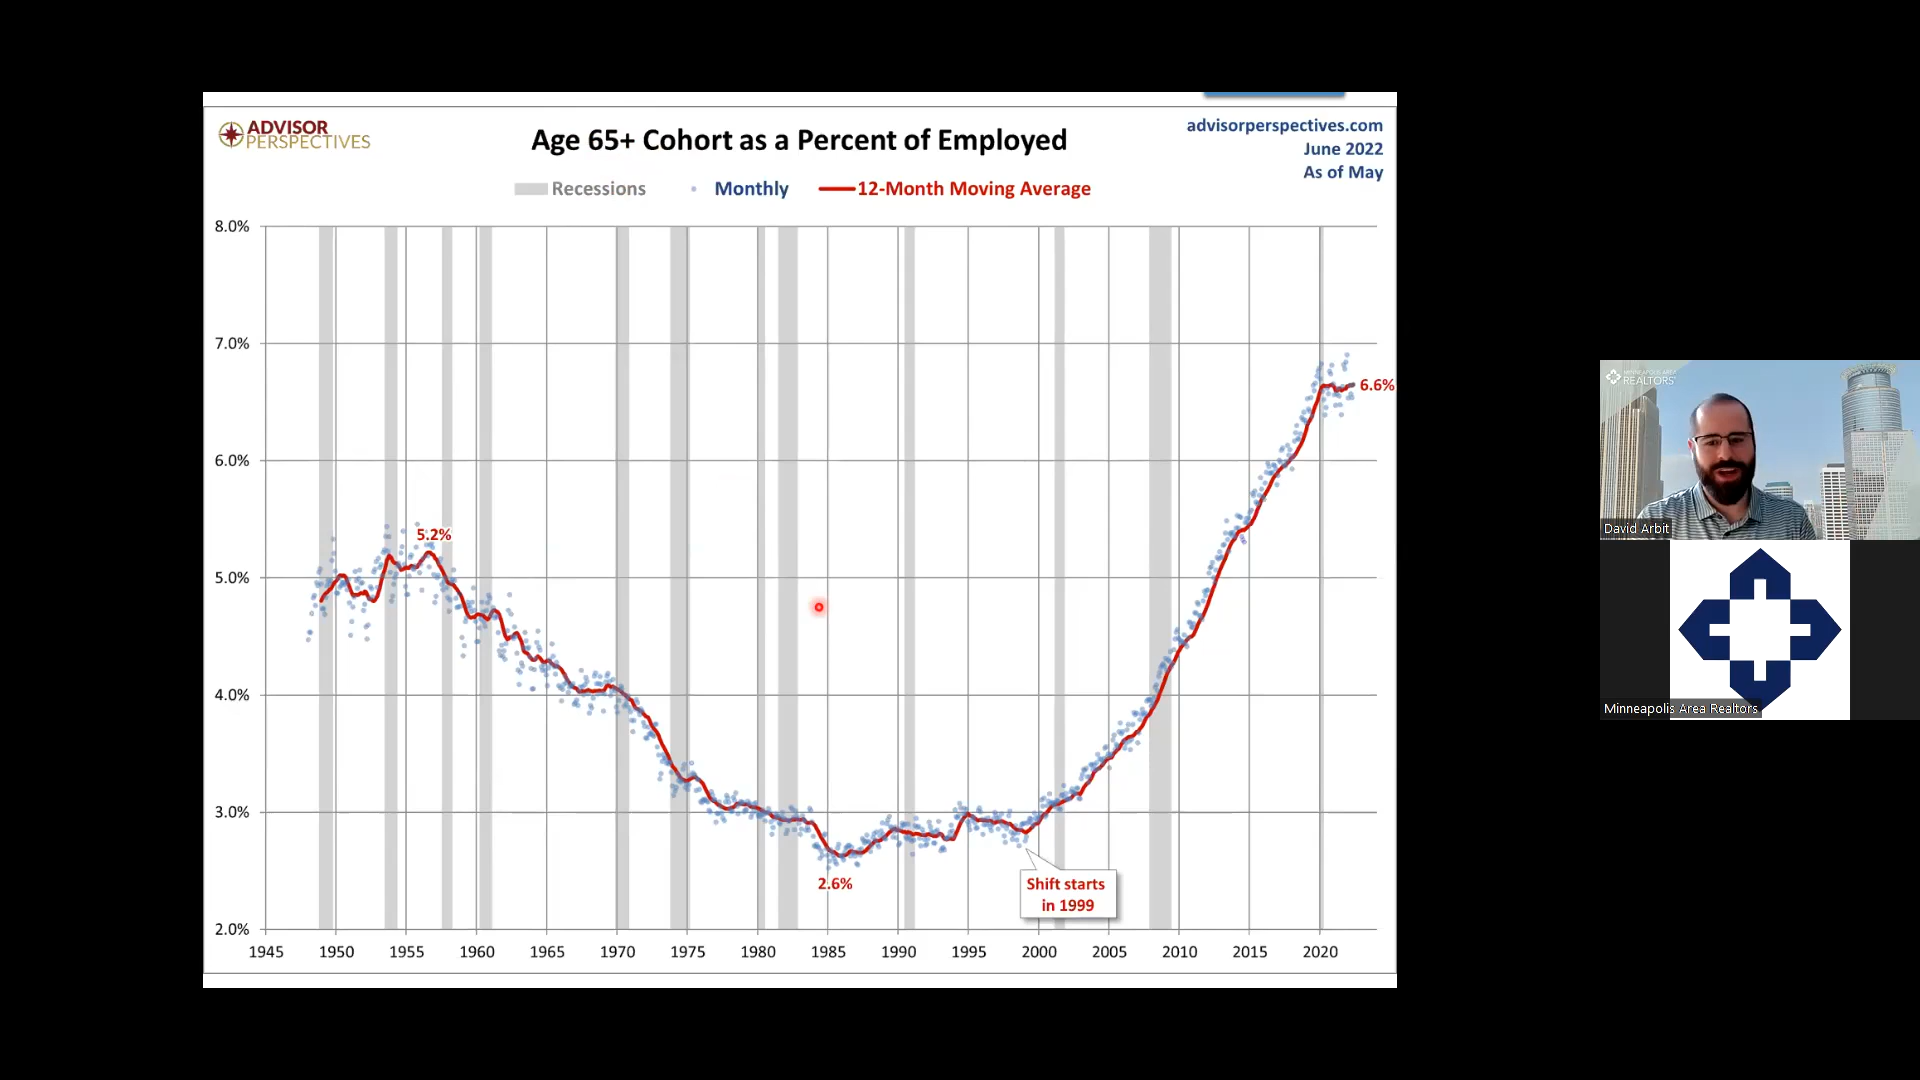 ADVISOR
PERSPECTIVES
Age 65+ Cohort as a Percent of Employed
advisorperspectives.com
June 2022
As of May
Recessions
Monthly
12-Month Moving Average
8.0%
7.0%
6.0%
5.0%
4.0%
3.0%
2.0%
5.2%
2.6%
6.6%
Shift starts
in 1999
1945 1950 1955 1960 1965 1970 1975 1980 1985 1990 1995 2000 2005 2010 2015 2020
MINNEAPOLIS AREA
REALTORS®
David Arbit
Minneapolis Area Realtors